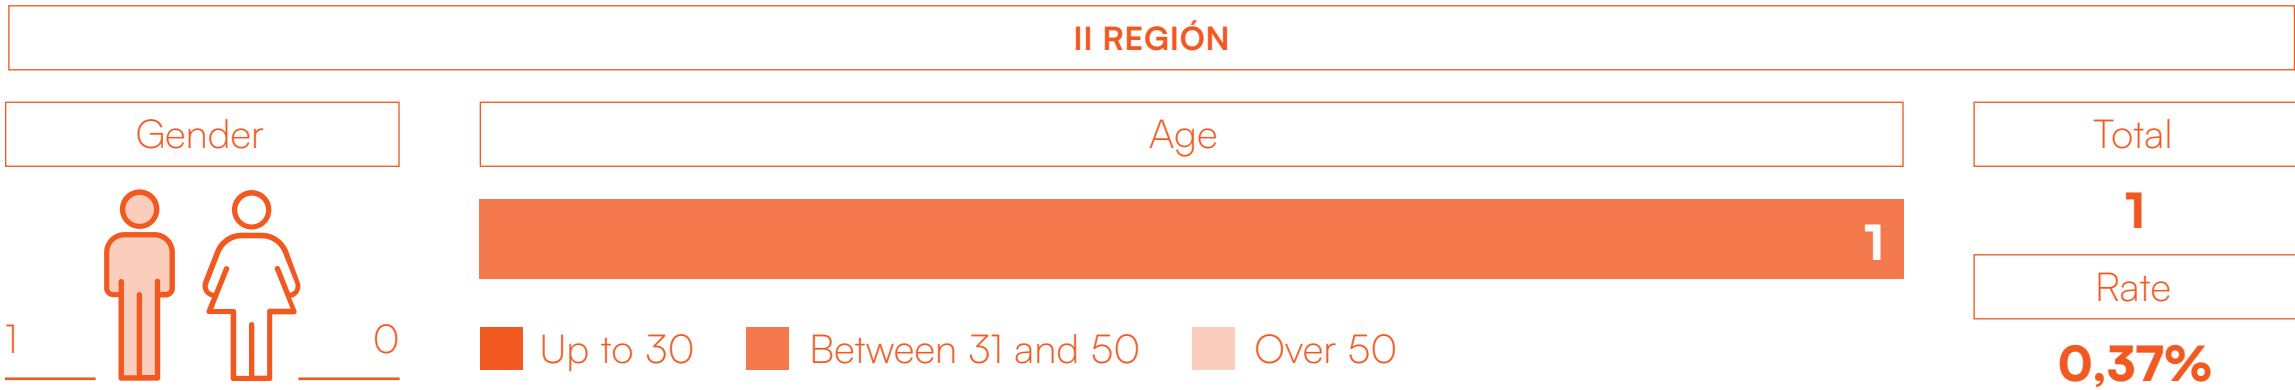 II REGIÓN
Gender
Age
Total
1
0
1
1
Rate
0,37%
Up to 30
Between 31 and 50
Over 50